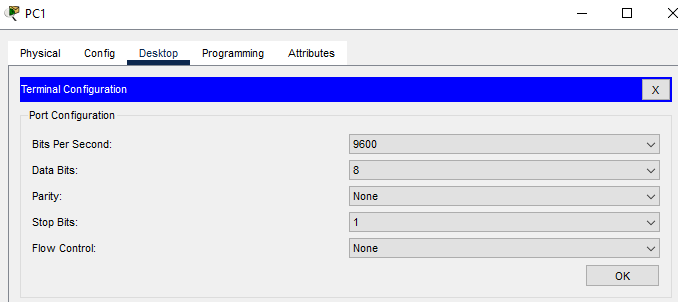 PC1
Physical Config Desktop Programming Attributes
Terminal Configuration X
Port Configuration
Bits Per Second: 9600
Data Bits: 8
Parity: None
Stop Bits: 1
Flow Control: None
OK